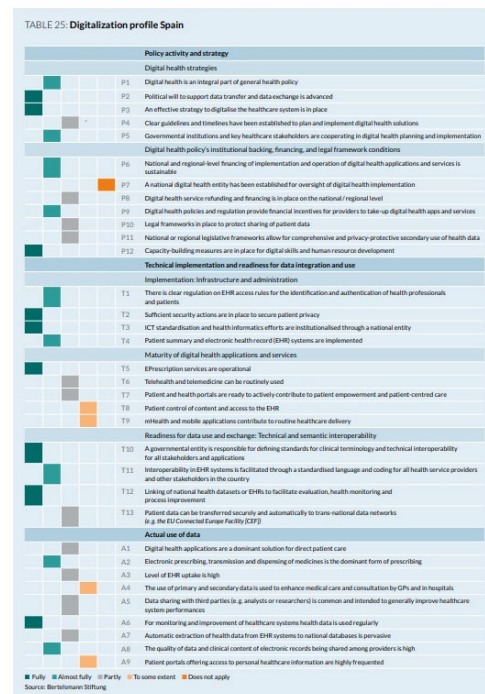 TABLE 25: Digitalization profile Spain
Policy activity and strategy
Digital health strategies
P1 Digital health is an integral part of general health policy
P2 Political will to support data transfer and data exchange is advanced
P3 An effective strategy to digitalise the healthcare system is in place
P4 Clear guidelines and timelines have been established to plan and implement digital health solutions
P5 Governmental institutions and key healthcare stakeholders are cooperating in digital health planning and implementation
Digital health policy's institutional backing, financing, and legal framework conditions
P6 National and regional-level financing of implementation and operation of digital health applications and services is
sustainable
P7 A national digital health entity has been established for oversight of digital health implementation
P8 Digital health service refunding and financing is in place on the national / regional level
P9 Digital health policies and regulation provide financial incentives for providers to take-up digital health apps and services
P10 Legal frameworks in place to protect sharing of patient data
P11 National or regional legislative frameworks allow for comprehensive and privacy-protective secondary use of health data
P12 Capacity-building measures are in place for digital skills and human resource development
Technical implementation and readiness for data integration and use
Implementation: Infrastructure and administration
T1 There is clear regulation on EHR access rules for the identification and authentication of health professionals
and patients
T2 Sufficient security actions are in place to secure patient privacy
T3 ICT standardisation and health informatics efforts are institutionalised through a national entity
T4 Patient summary and electronic health record (EHR) systems are implemented
Maturity of digital health applications and services
T5 EPrescription services are operational
T6 Telehealth and telemedicine can be routinely used
T7 Patient and health portals are ready to actively contribute to patient empowerment and patient-centred care
T8 Patient control of content and access to the EHR
T9 mHealth and mobile applications contribute to routine healthcare delivery
Readiness for data use and exchange: Technical and semantic interoperability
T10 A governmental entity is responsible for defining standards for clinical terminology and technical interoperability
for all stakeholders and applications
T11 Interoperability in EHR systems is facilitated through a standardised language and coding for all health service providers
and other stakeholders in the country
T12 Linking of national health datasets or EHRs to facilitate evaluation, health monitoring and
process improvement
T13 Patient data can be transferred securely and automatically to trans-national data networks
(e.g. the EU Connected Europe Facility [CEF])
Actual use of data
A1 Digital health applications are a dominant solution for direct patient care
A2 Electronic prescribing, transmission and dispensing of medicines is the dominant form of prescribing
A3 Level of EHR uptake is high
A4 The use of primary and secondary data is used to enhance medical care and consultation by GPs and in hospitals
A5 Data sharing with third parties (e.g. analysts or researchers) is common and intended to generally improve healthcare
system performances
A6 For monitoring and improvement of healthcare systems health data is used regularly
A7 Automatic extraction of health data from EHR systems to national databases is pervasive
A8 The quality of data and clinical content of electronic records being shared among providers is high
A9 Patient portals offering access to personal healthcare information are highly frequented
Fully Almost fully Partly To some extent Does not apply
Source: Bertelsmann Stiftung